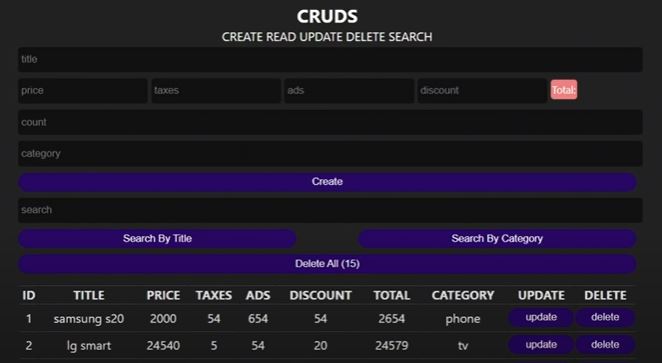 CRUDS
CREATE READ UPDATE DELETE SEARCH
title
price taxes ads discount Total:
count
category
Create
search
Search By Title Search By Category
Delete All (15)
ID TITLE PRICE TAXES ADS DISCOUNT TOTAL CATEGORY UPDATE DELETE
1 samsung s20 2000 54 654 54 2654 phone update delete
2 lg smart 24540 5 54 20 24579 tv update delete